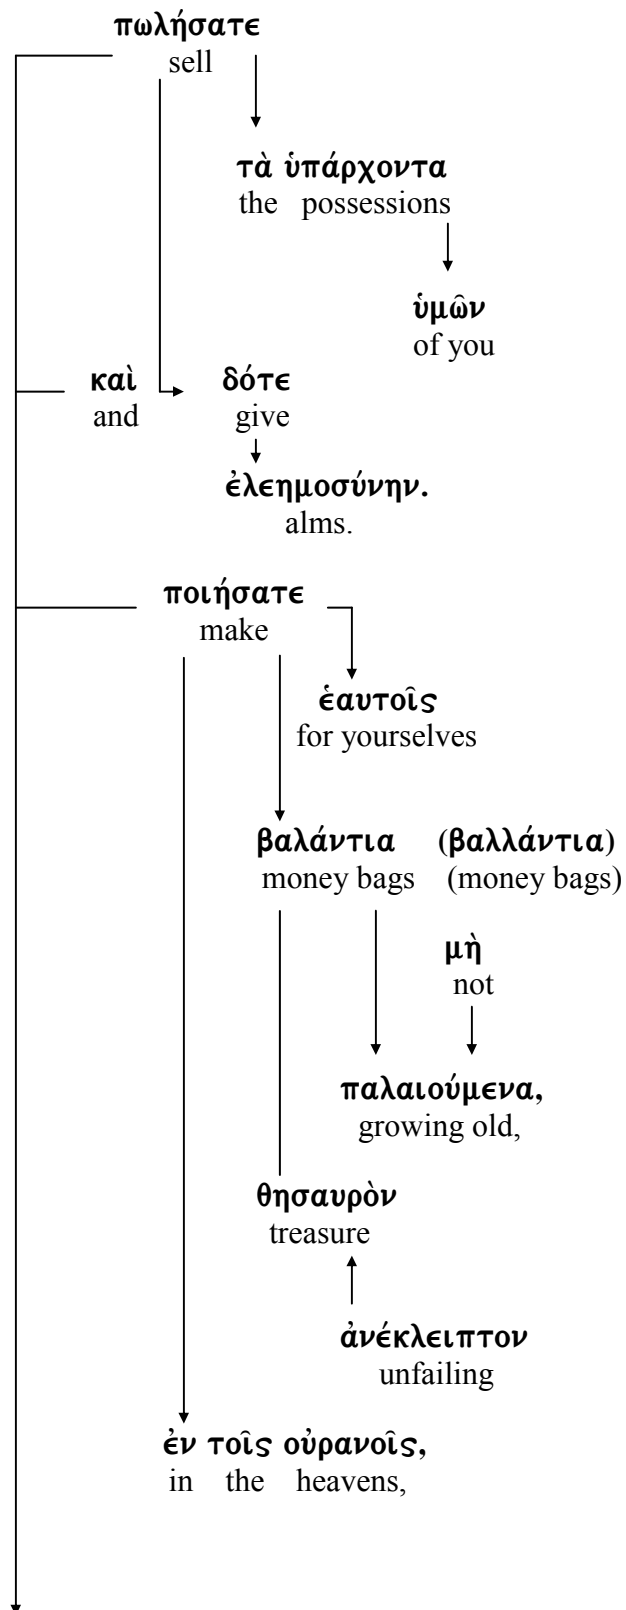 πωλήσατε
sell
τὰ ὑπάρχοντα
the possessions
ὑμῶν
of you
καὶ δότε
and give
ἐλεημοσύνην.
alms.
ποιήσατε
make
ἑαυτοῖς
for yourselves
βαλάντια (βαλλάντια)
money bags (money bags)
μὴ
not
παλαιούμενα,
growing old,
θησαυρὸν
treasure
ἀνέκλειπτον
unfailing
ἐν τοῖς οὐρανοῖς,
in the heavens,